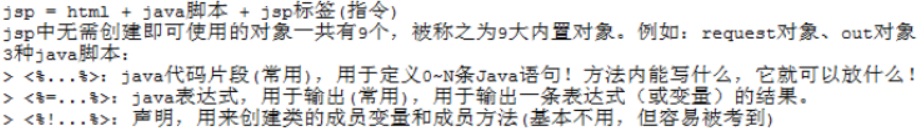 jsp = html + java脚本 + jsp标签(指令)
jsp中无需创建即可使用的对象一共有9个，被称之为9大内置对象。例如：request对象、out对象
3种java脚本：
> <%...%>：java代码片段(常用)，用于定义0~N条Java语句！方法内能写什么，它就可以放什么！
> <%=...%>：java表达式，用于输出(常用)，用于输出一条表达式（或变量）的结果。
> <%!...%>：声明，用来创建类的成员变量和成员方法(基本不用，但容易被考到)